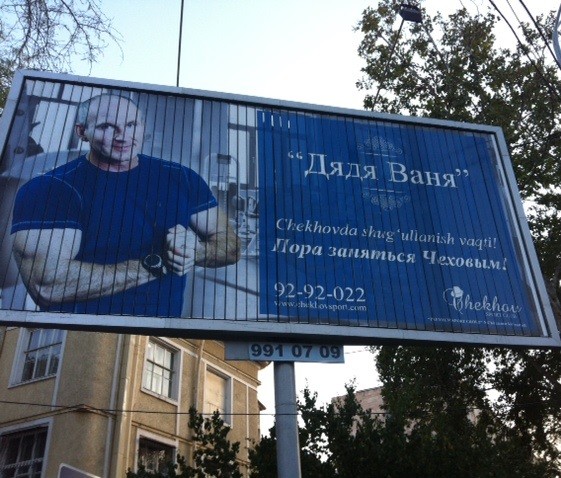 “Дядя Ваня”
Chekhovda shug‘ullanish vaqti!
Пора заняться Чеховым!
92-92-022
www.chekhovsport.com
Chekhov
991 07 09